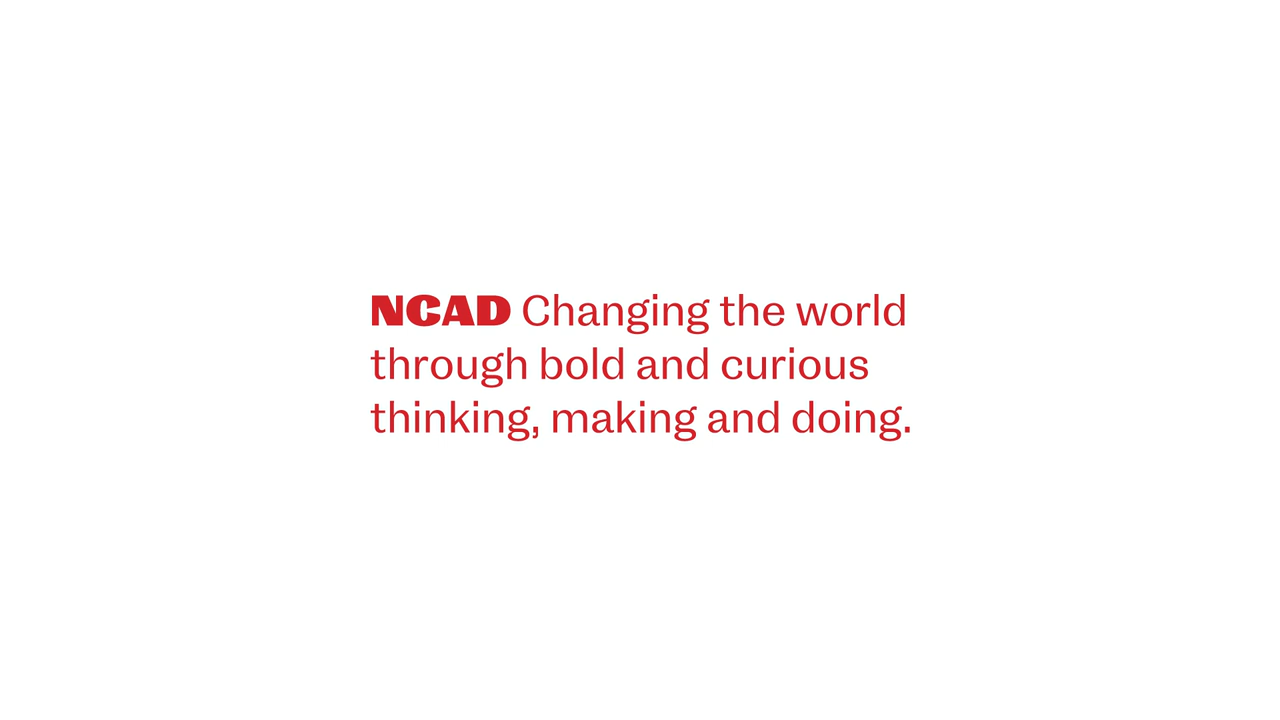 NCAD Changing the world
through bold and curious
thinking, making and doing.